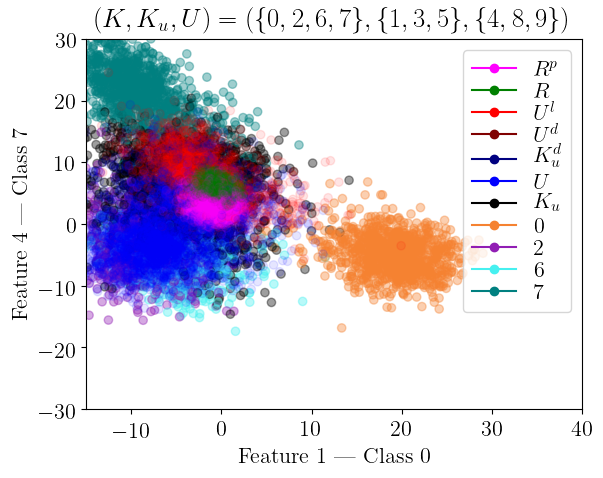 (K, K_u, U) = ({0, 2, 6, 7}, {1, 3, 5}, {4, 8, 9})
30
20
10
0
−10
−20
−30
Feature 4 — Class 7
R^p
R
U^l
U^d
K_u^d
U
K_u
0
2
6
7
−10
0
10
20
30
40
Feature 1 — Class 0